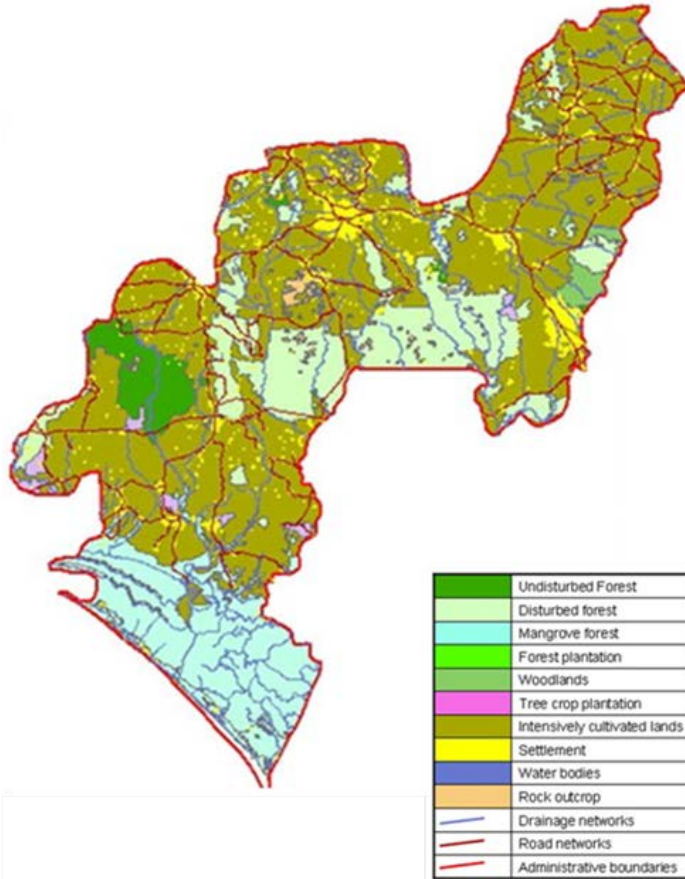 Undisturbed Forest
Disturbed forest
Mangrove forest
Forest plantation
Woodlands
Tree crop plantation
Intensively cultivated lands
Settlement
Water bodies
Rock outcrop
Drainage networks
Road networks
Administrative boundaries